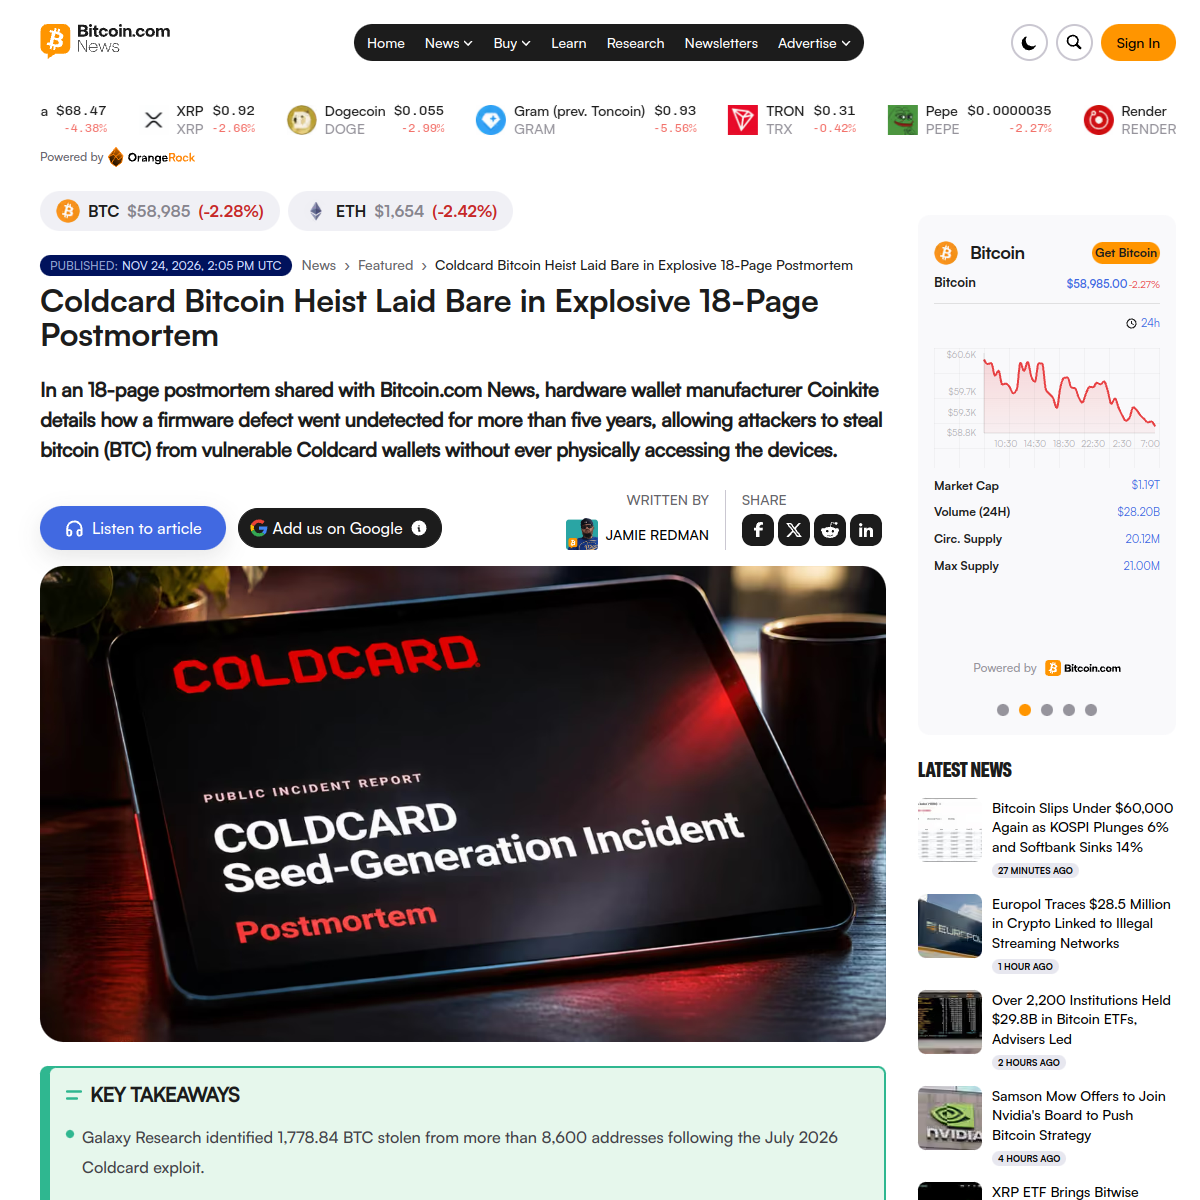 Bitcoin.com
News
Home News Buy Learn Research Newsletters Advertise
Sign In
a $68.47
-4.38%
XRP $0.92
XRP -2.66%
Dogecoin $0.055
DOGE -2.99%
Gram (prev. Toncoin) $0.93
GRAM -5.56%
TRON $0.31
TRX -0.42%
Pepe $0.0000035
PEPE -2.27%
Render
RENDER
Powered by OrangeRock
BTC $58,985 (-2.28%)
ETH $1,654 (-2.42%)
PUBLISHED: NOV 24, 2026, 2:05 PM UTC
News › Featured › Coldcard Bitcoin Heist Laid Bare in Explosive 18-Page Postmortem
Coldcard Bitcoin Heist Laid Bare in Explosive 18-Page
Postmortem
In an 18-page postmortem shared with Bitcoin.com News, hardware wallet manufacturer Coinkite
details how a firmware defect went undetected for more than five years, allowing attackers to steal
bitcoin (BTC) from vulnerable Coldcard wallets without ever physically accessing the devices.
Listen to article
Add us on Google
WRITTEN BY
JAMIE REDMAN
SHARE
COLDCARD
PUBLIC INCIDENT REPORT
COLDCARD
Seed-Generation Incident
Postmortem
KEY TAKEAWAYS
Galaxy Research identified 1,778.84 BTC stolen from more than 8,600 addresses following the July 2026
Coldcard exploit.
Bitcoin
Get Bitcoin
Bitcoin $58,985.00 -2.27%
24h
$60.6K
$59.7K
$59.3K
$58.8K
10:30 14:30 18:30 22:30 2:30 7:00
Market Cap $1.19T
Volume (24H) $28.20B
Circ. Supply 20.12M
Max Supply 21.00M
Powered by Bitcoin.com
LATEST NEWS
Bitcoin Slips Under $60,000
Again as KOSPI Plunges 6%
and Softbank Sinks 14%
27 MINUTES AGO
EUROPOL
Europol Traces $28.5 Million
in Crypto Linked to Illegal
Streaming Networks
1 HOUR AGO
Over 2,200 Institutions Held
$29.8B in Bitcoin ETFs,
Advisers Led
2 HOURS AGO
NVIDIA
Samson Mow Offers to Join
Nvidia's Board to Push
Bitcoin Strategy
4 HOURS AGO
XRP ETF Brings Bitwise